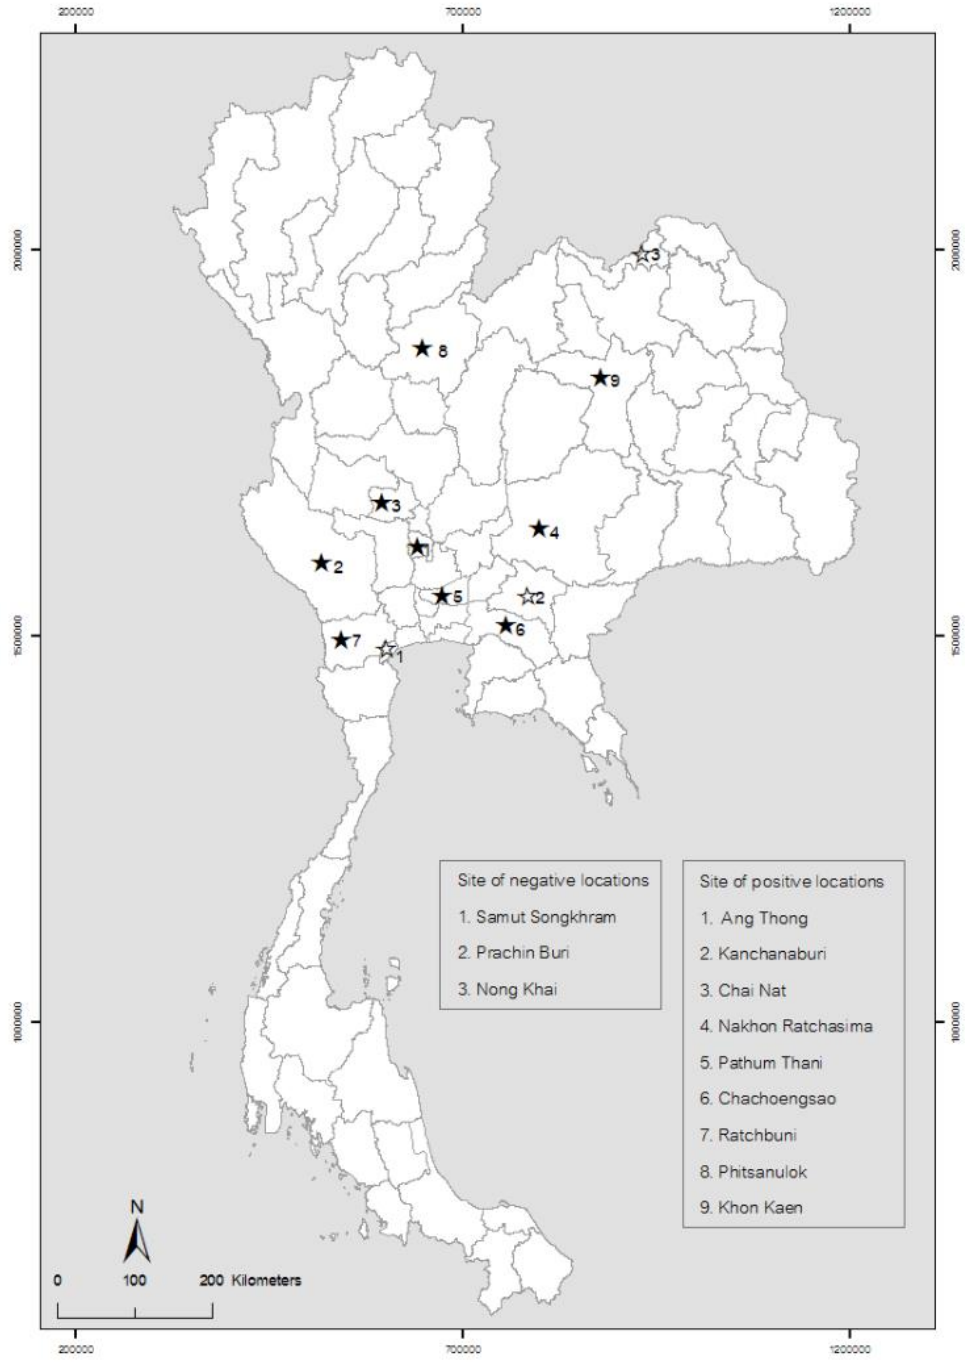 200000 700000 1200000
2000000 2000000
3
8
9
3
4
1
2
5 2
6
1500000 1500000
7
1
Site of negative locations
1. Samut Songkhram
2. Prachin Buri
3. Nong Khai
Site of positive locations
1. Ang Thong
2. Kanchanaburi
3. Chai Nat
4. Nakhon Ratchasima
5. Pathum Thani
6. Chachoengsao
7. Ratchbuni
8. Phitsanulok
9. Khon Kaen
1000000 1000000
N
0 100 200 Kilometers
200000 700000 1200000